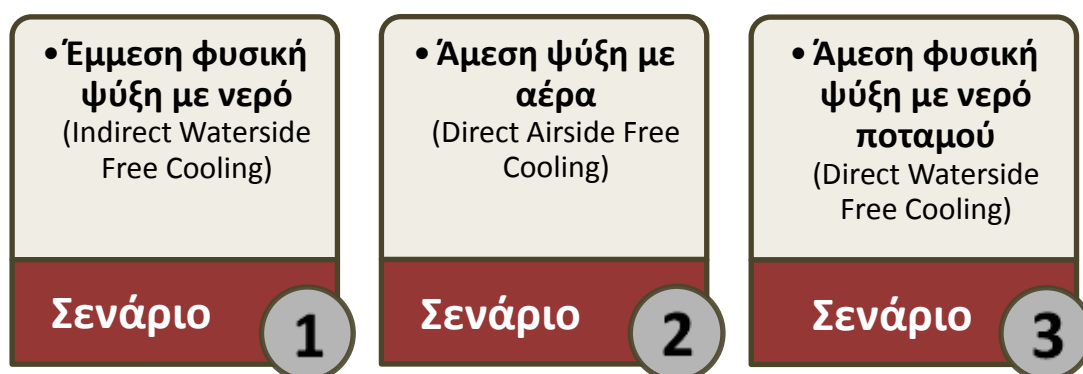 • Έμμεση φυσική
ψύξη με νερό
(Indirect Waterside
Free Cooling)
Σενάριο 1
• Άμεση ψύξη με
αέρα
(Direct Airside Free
Cooling)
Σενάριο 2
• Άμεση φυσική
ψύξη με νερό
ποταμού
(Direct Waterside
Free Cooling)
Σενάριο 3